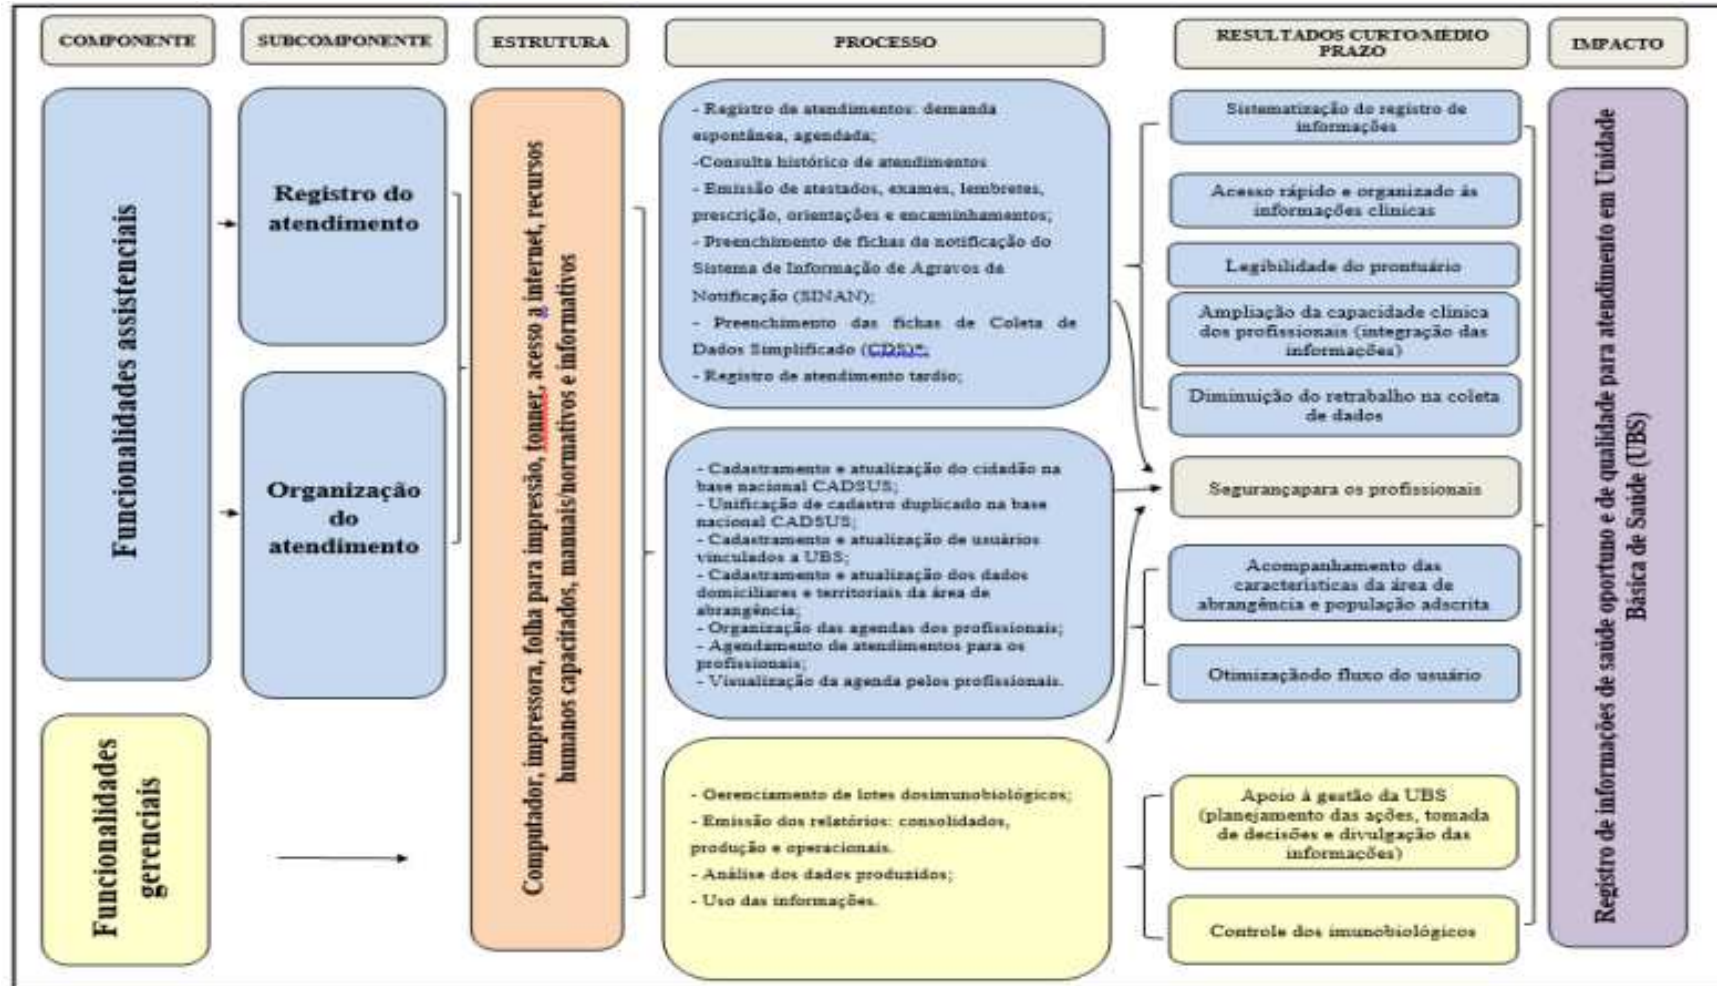 COMPONENTE
SUBCOMPONENTE
ESTRUTURA
PROCESSO
RESULTADOS CURTO/MÉDIO
PRAZO
IMPACTO
Funcionalidades assistenciais
Registro do
atendimento
Organização
do
atendimento
Funcionalidades
gerenciais
Computador, impressora, folha para impressão, tonner, acesso a internet, recursos
humanos capacitados, manuais/normativos e informativos
- Registro de atendimentos: demanda
espontânea, agendada;
-Consulta histórico de atendimentos
- Emissão de atestados, exames, lembretes,
prescrição, orientações e encaminhamentos;
- Preenchimento de fichas de notificação do
Sistema de Informação de Agravos de
Notificação (SINAN);
- Preenchimento das fichas de Coleta de
Dados Simplificado (CDS)*;
- Registro de atendimento tardio;
- Cadastramento e atualização do cidadão na
base nacional CADSUS;
- Unificação de cadastro duplicado na base
nacional CADSUS;
- Cadastramento e atualização de usuários
vinculados a UBS;
- Cadastramento e atualização dos dados
domiciliares e territoriais da área de
abrangência;
- Organização das agendas dos profissionais;
- Agendamento de atendimentos para os
profissionais;
- Visualização da agenda pelos profissionais.
- Gerenciamento de lotes dosimunobiológicos;
- Emissão dos relatórios: consolidados,
produção e operacionais.
- Análise dos dados produzidos;
- Uso das informações.
Sistematização do registro de
informações
Acesso rápido e organizado às
informações clínicas
Legibilidade do prontuário
Ampliação da capacidade clínica
dos profissionais (integração das
informações)
Diminuição do retrabalho na coleta
de dados
Segurançapara os profissionais
Acompanhamento das
características da área de
abrangência e população adscrita
Otimizaçãodo fluxo do usuário
Apoio à gestão da UBS
(planejamento das ações, tomada
de decisões e divulgação das
informações)
Controle dos imunobiológicos
Registro de informações de saúde oportuno e de qualidade para atendimento em Unidade
Básica de Saúde (UBS)